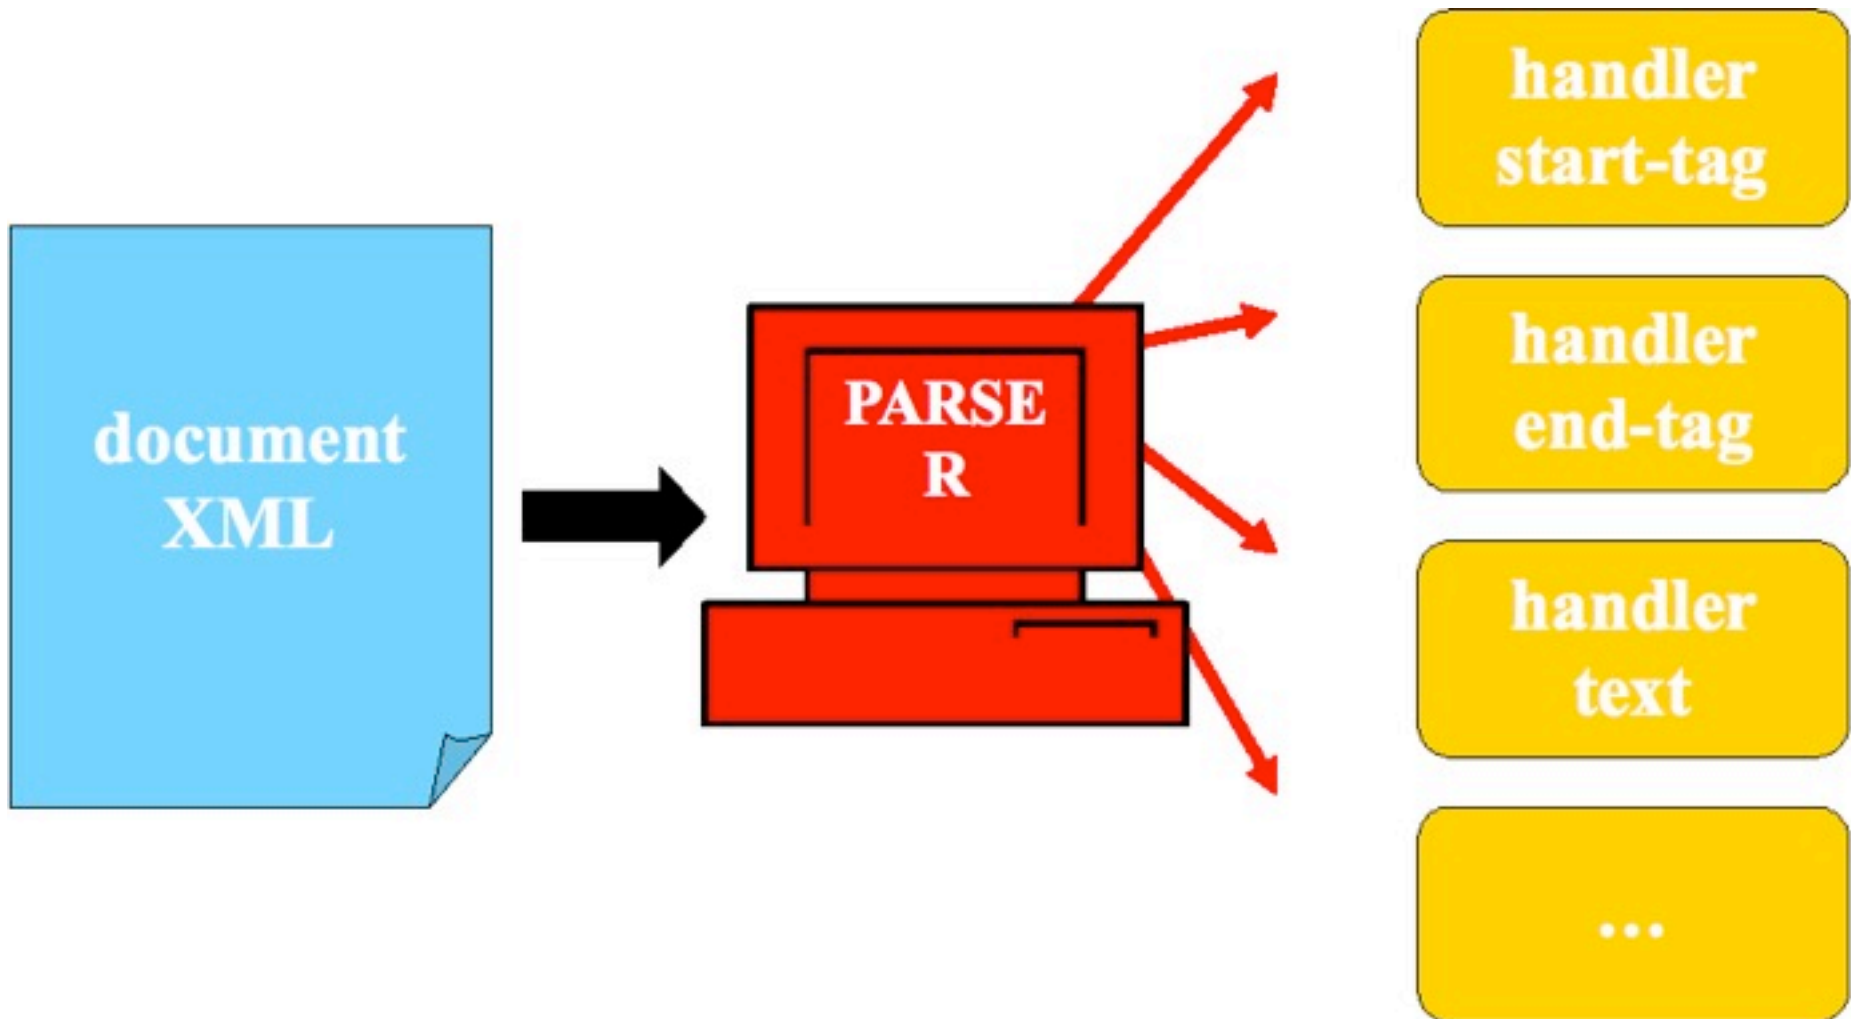 document
XML
PARSE
R
handler
start-tag
handler
end-tag
handler
text
...